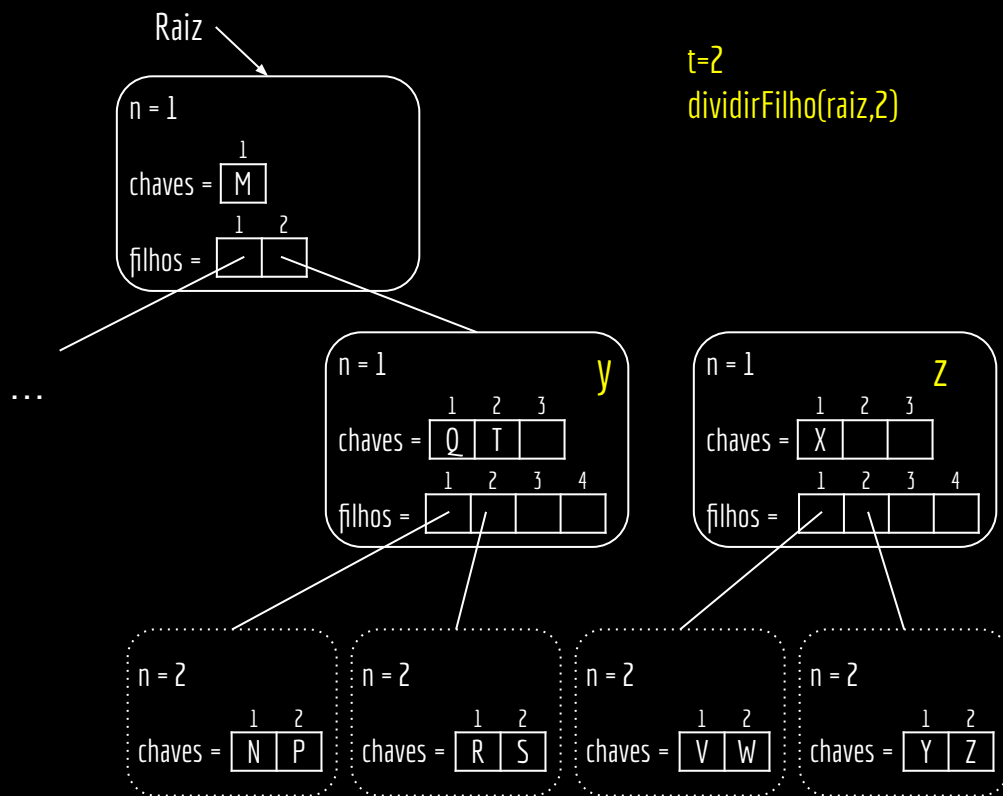 Raiz
t=2
dividirFilho(raiz,2)
n = 1
1
chaves = M
1 2
filhos =
...
n = 1 y
1 2 3
chaves = Q T
1 2 3 4
filhos =
n = 1 z
1 2 3
chaves = X
1 2 3 4
filhos =
n = 2
1 2
chaves = N P
n = 2
1 2
chaves = R S
n = 2
1 2
chaves = V W
n = 2
1 2
chaves = Y Z